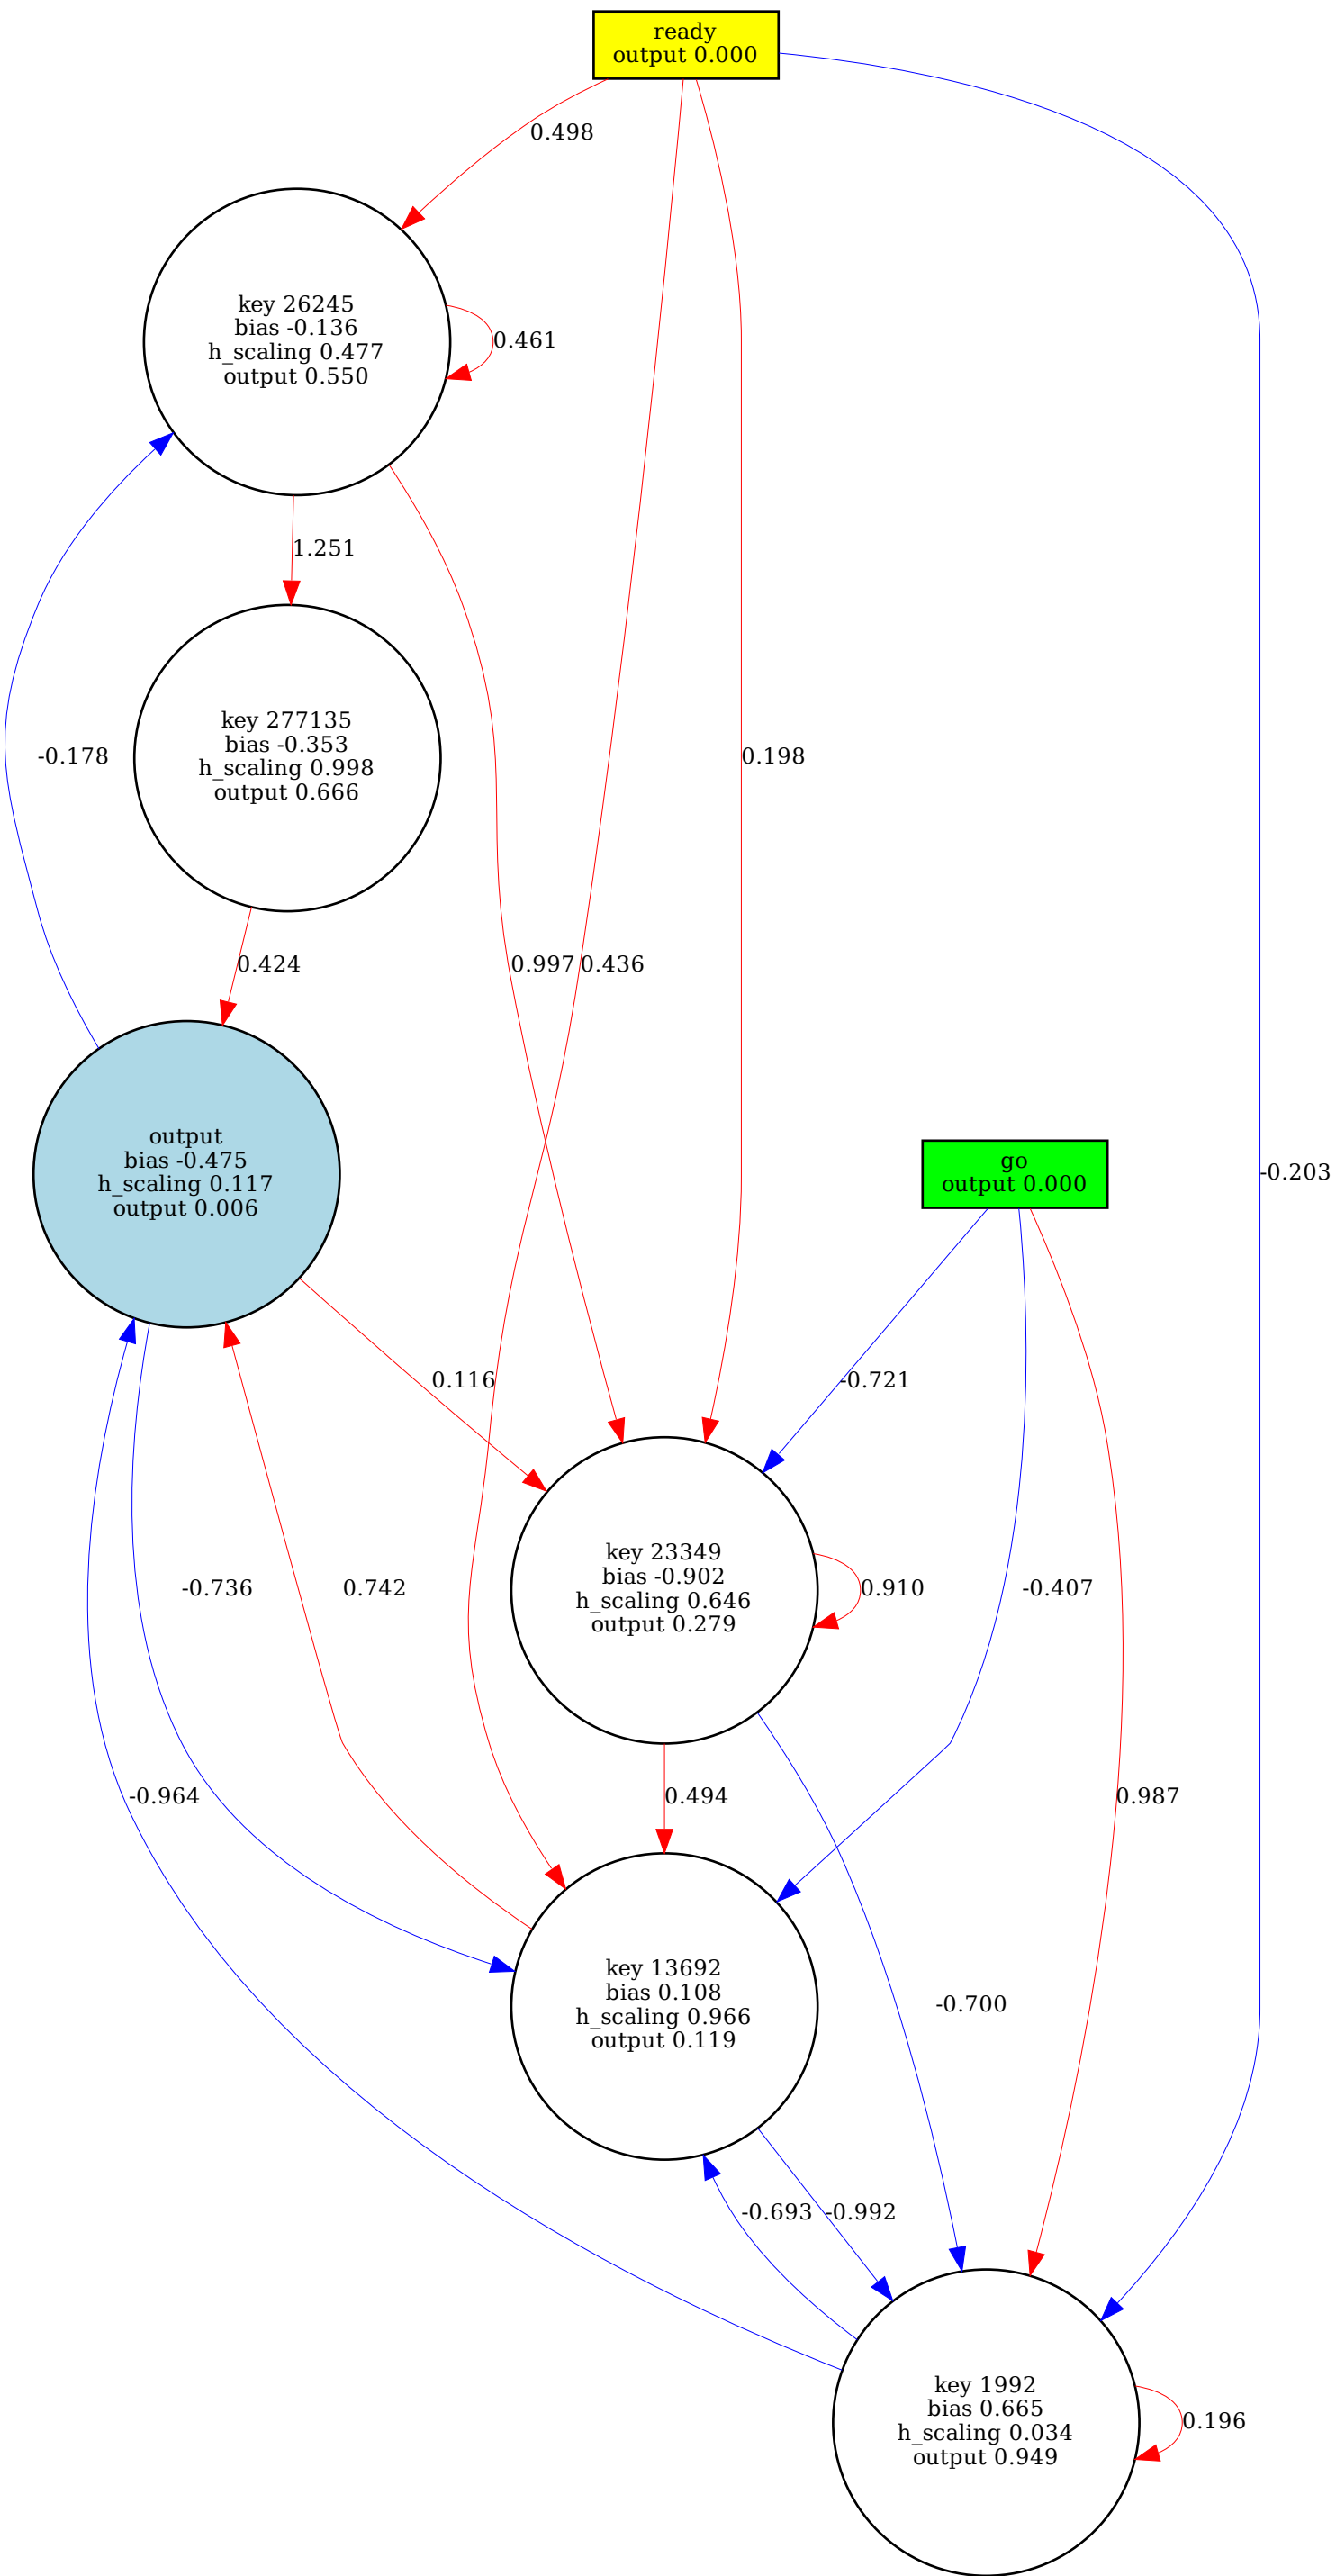 ready
output 0.000
0.498
key 26245
bias -0.136
h_scaling 0.477
output 0.550
0.461
1.251
key 277135
bias -0.353
h_scaling 0.998
output 0.666
-0.178
0.198
0.424
0.997
0.436
output
bias -0.475
h_scaling 0.117
output 0.006
go
output 0.000
-0.203
0.116
-0.721
key 23349
bias -0.902
h_scaling 0.646
output 0.279
-0.736
0.742
0.910
-0.407
-0.964
0.494
0.987
key 13692
bias 0.108
h_scaling 0.966
output 0.119
-0.700
-0.693
-0.992
key 1992
bias 0.665
h_scaling 0.034
output 0.949
0.196